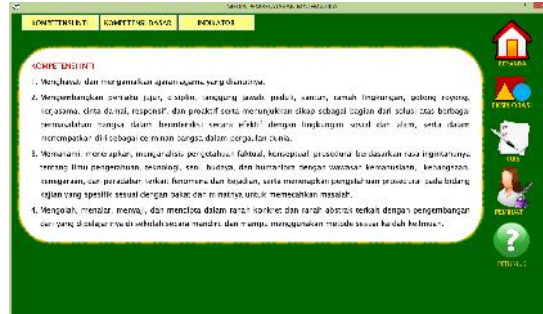 MEDIA PEMBELAJARAN MATEMATIKA
KOMPETENSI INTI KOMPETENSI DASAR INDIKATOR
KOMPETENSI INTI
1. Menghayati dan mengamalkan ajaran agama yang dianutnya.
2. Mengembangkan perilaku jujur, disiplin, tanggung jawab, peduli, santun, ramah lingkungan, gotong royong,
kerjasama, cinta damai, responsif, dan proaktif serta menunjukkan sikap sebagai bagian dari solusi atas berbagai
permasalahan bangsa dalam berinteraksi secara efektif dengan lingkungan sosial dan alam, serta dalam
menempatkan diri sebagai cerminan bangsa dalam pergaulan dunia.
3. Memahami, menerapkan, menganalisis pengetahuan faktual, konseptual, prosedural berdasarkan rasa ingintahunya
tentang ilmu pengetahuan, teknologi, seni, budaya, dan humaniora dengan wawasan kemanusiaan, kebangsaan,
kenegaraan, dan peradaban terkait fenomena dan kejadian, serta menerapkan pengetahuan prosedural pada bidang
kajian yang spesifik sesuai dengan bakat dan minatnya untuk memecahkan masalah.
4. Mengolah, menalar, menyaji, dan mencipta dalam ranah konkret dan ranah abstrak terkait dengan pengembangan
dari yang dipelajarinya di sekolah secara mandiri, dan mampu menggunakan metode sesuai kaidah keilmuan.
BERANDA
EKSPLORASI
KUIS
PEMBUAT
?
PETUNJUK